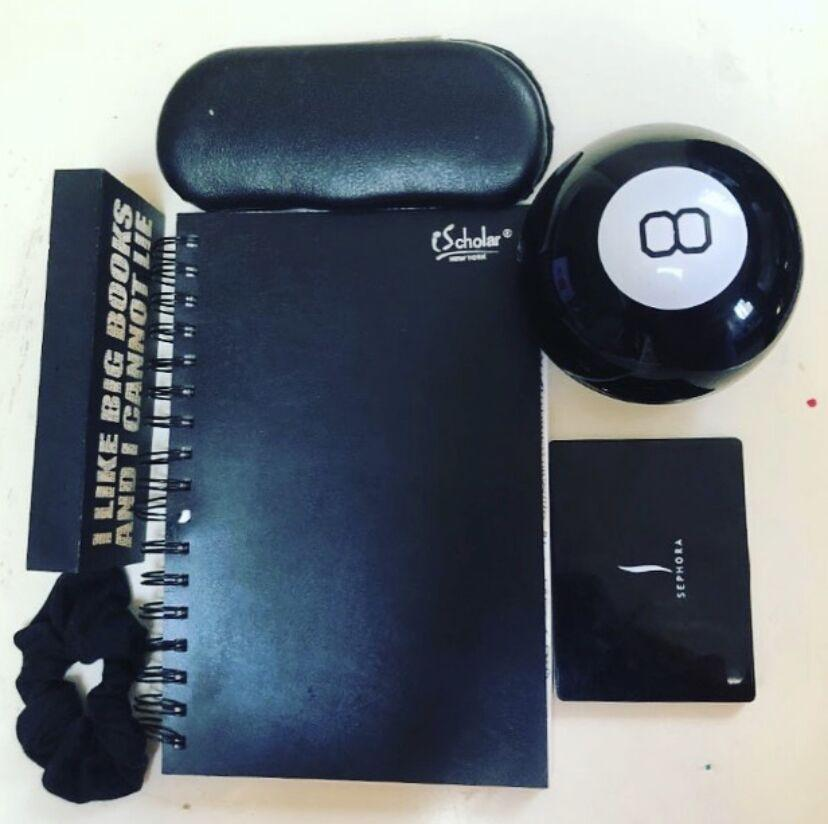 I LIKE BIG BOOKS
AND I CANNOT LIE
iScholar®
NEW YORK
8
SEPHORA